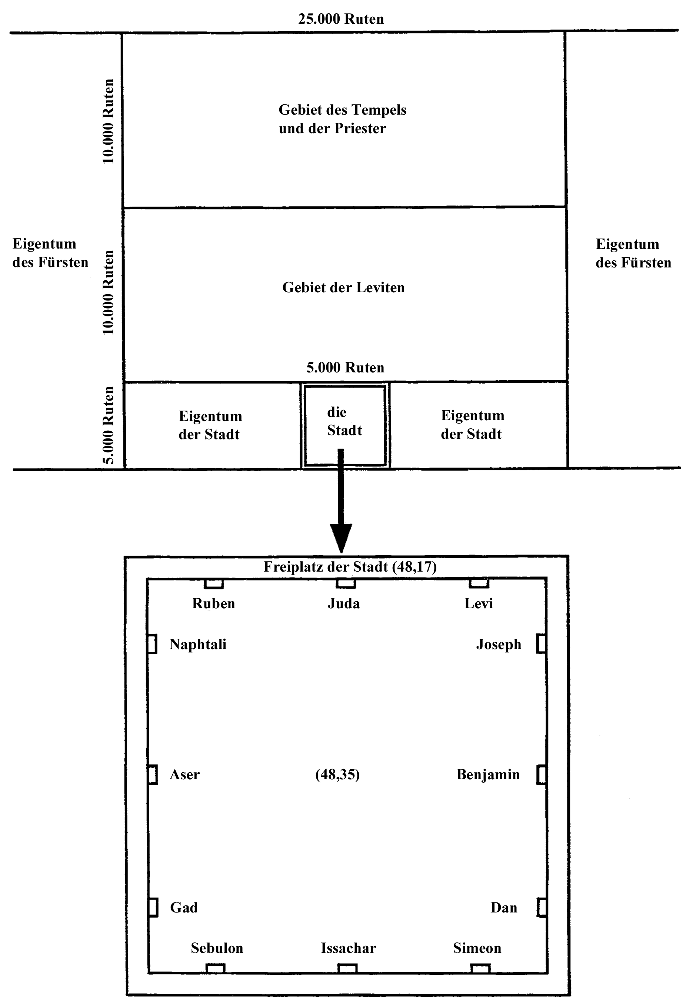 25.000 Ruten
10.000 Ruten
Gebiet des Tempels
und der Priester
Eigentum
des Fürsten
10.000 Ruten
Gebiet der Leviten
Eigentum
des Fürsten
5.000 Ruten
5.000 Ruten
Eigentum
der Stadt
die
Stadt
Eigentum
der Stadt
Freiplatz der Stadt (48,17)
Ruben
Juda
Levi
Naphtali
Joseph
Aser
(48,35)
Benjamin
Gad
Dan
Sebulon
Issachar
Simeon